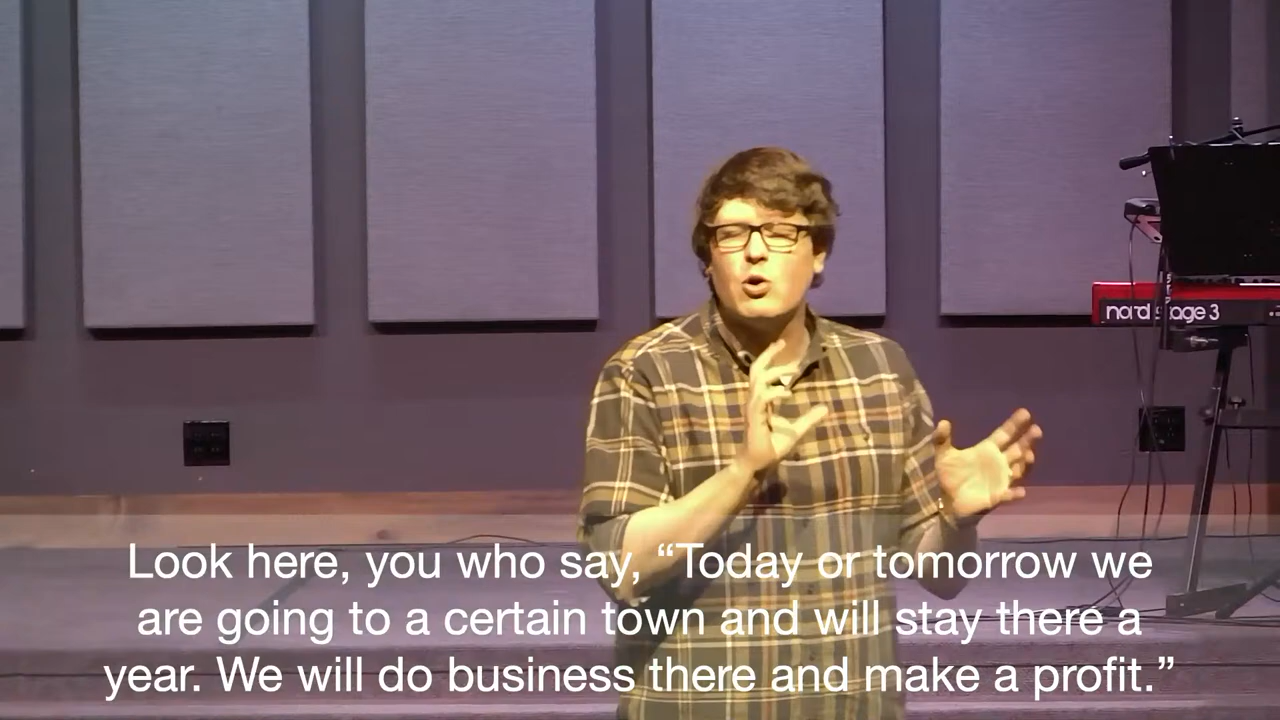 nord stage 3
Look here, you who say, “Today or tomorrow we
are going to a certain town and will stay there a
year. We will do business there and make a profit.”